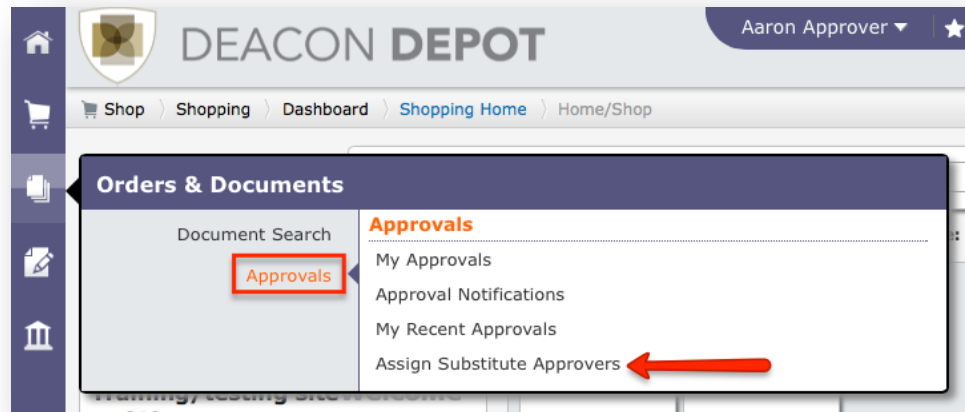 Aaron Approver
DEACON DEPOT
Shop Shopping Dashboard Shopping Home Home/Shop
Orders & Documents
Document Search
Approvals
Approvals
My Approvals
Approval Notifications
My Recent Approvals
Assign Substitute Approvers